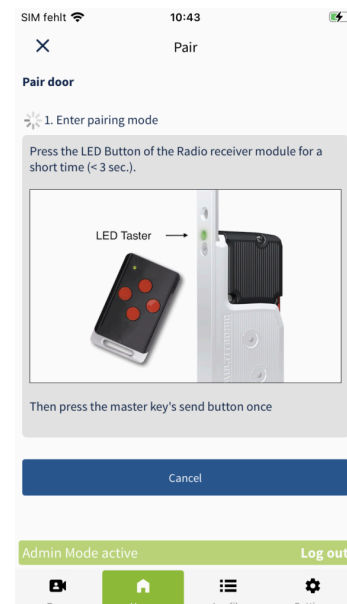 SIM fehlt 10:43
Pair
Pair door
1. Enter pairing mode
Press the LED Button of the Radio receiver module for a
short time (< 3 sec.).
LED Taster
Then press the master key's send button once
Cancel
Admin Mode active Log out